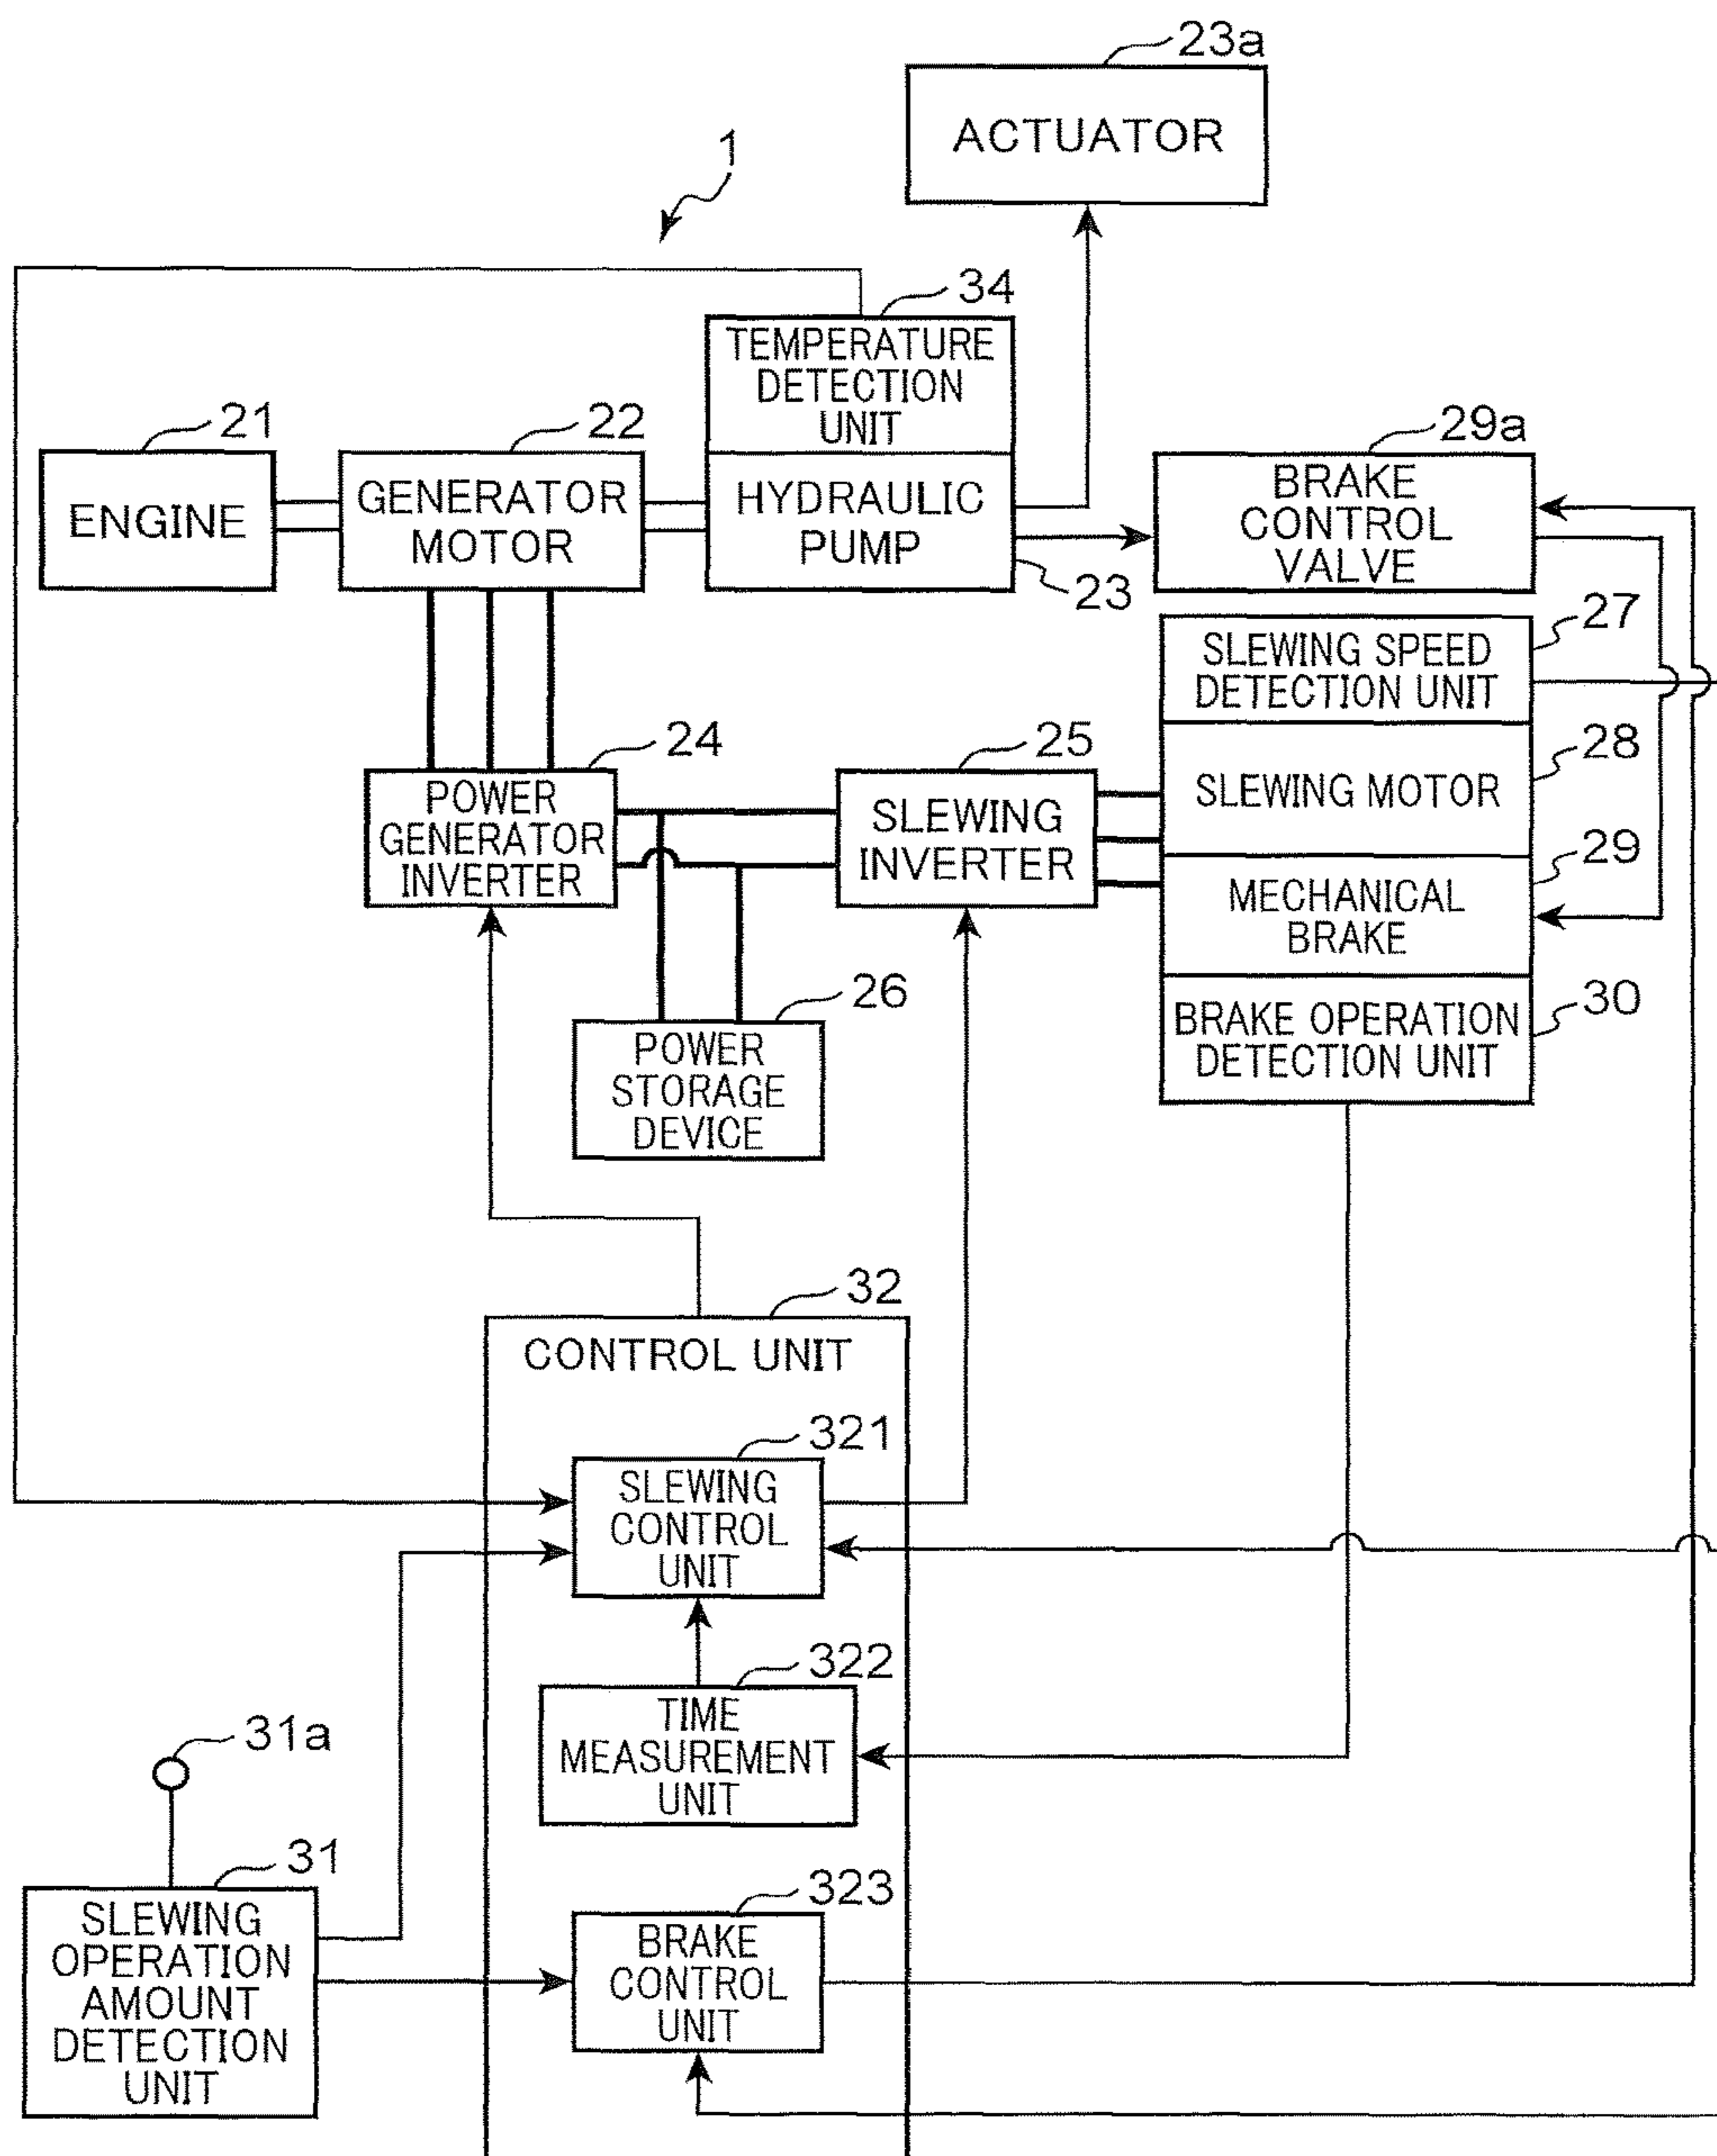 23a
ACTUATOR
1
34
TEMPERATURE
DETECTION
UNIT
21
ENGINE
22
GENERATOR
MOTOR
HYDRAULIC
PUMP
23
29a
BRAKE
CONTROL
VALVE
27
SLEWING SPEED
DETECTION UNIT
24
POWER
GENERATOR
INVERTER
25
SLEWING
INVERTER
28
SLEWING MOTOR
29
MECHANICAL
BRAKE
26
POWER
STORAGE
DEVICE
30
BRAKE OPERATION
DETECTION UNIT
32
CONTROL UNIT
321
SLEWING
CONTROL
UNIT
322
TIME
MEASUREMENT
UNIT
31a
31
SLEWING
OPERATION
AMOUNT
DETECTION
UNIT
323
BRAKE
CONTROL
UNIT